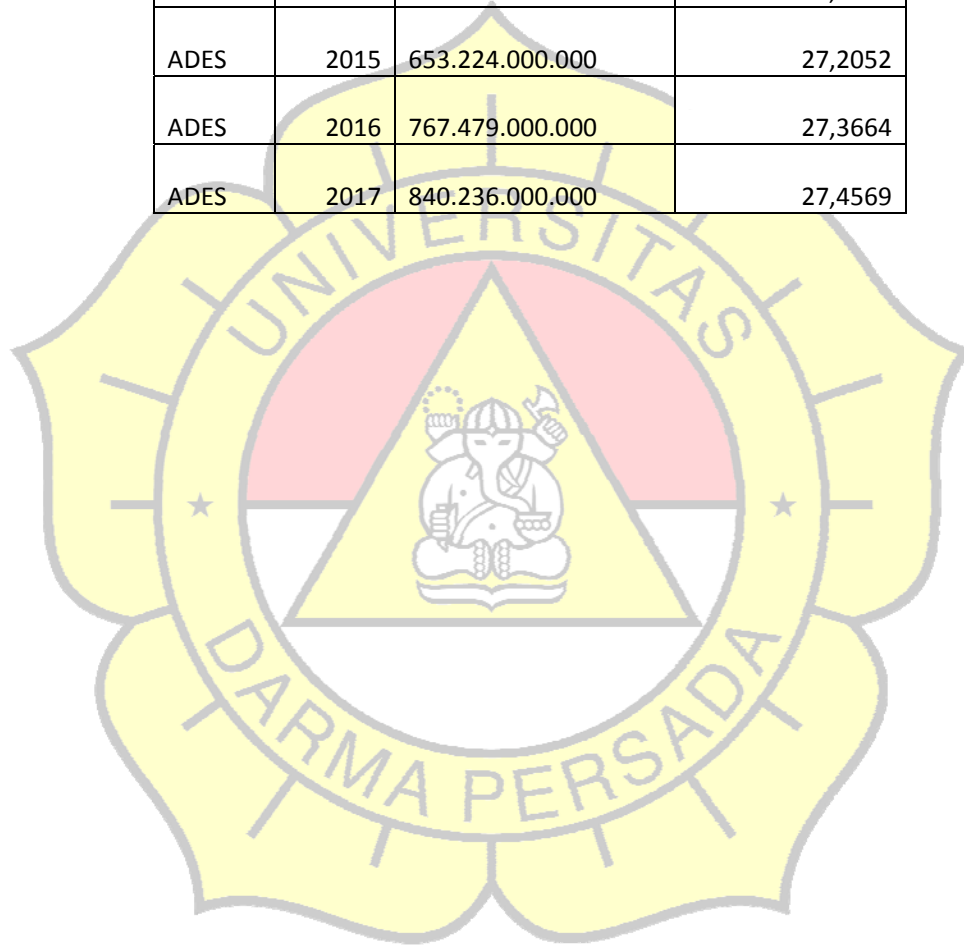 ADES 2015 653.224.000.000 27,2052
ADES 2016 767.479.000.000 27,3664
ADES 2017 840.236.000.000 27,4569
UNIVERSITAS
DARMA PERSADA